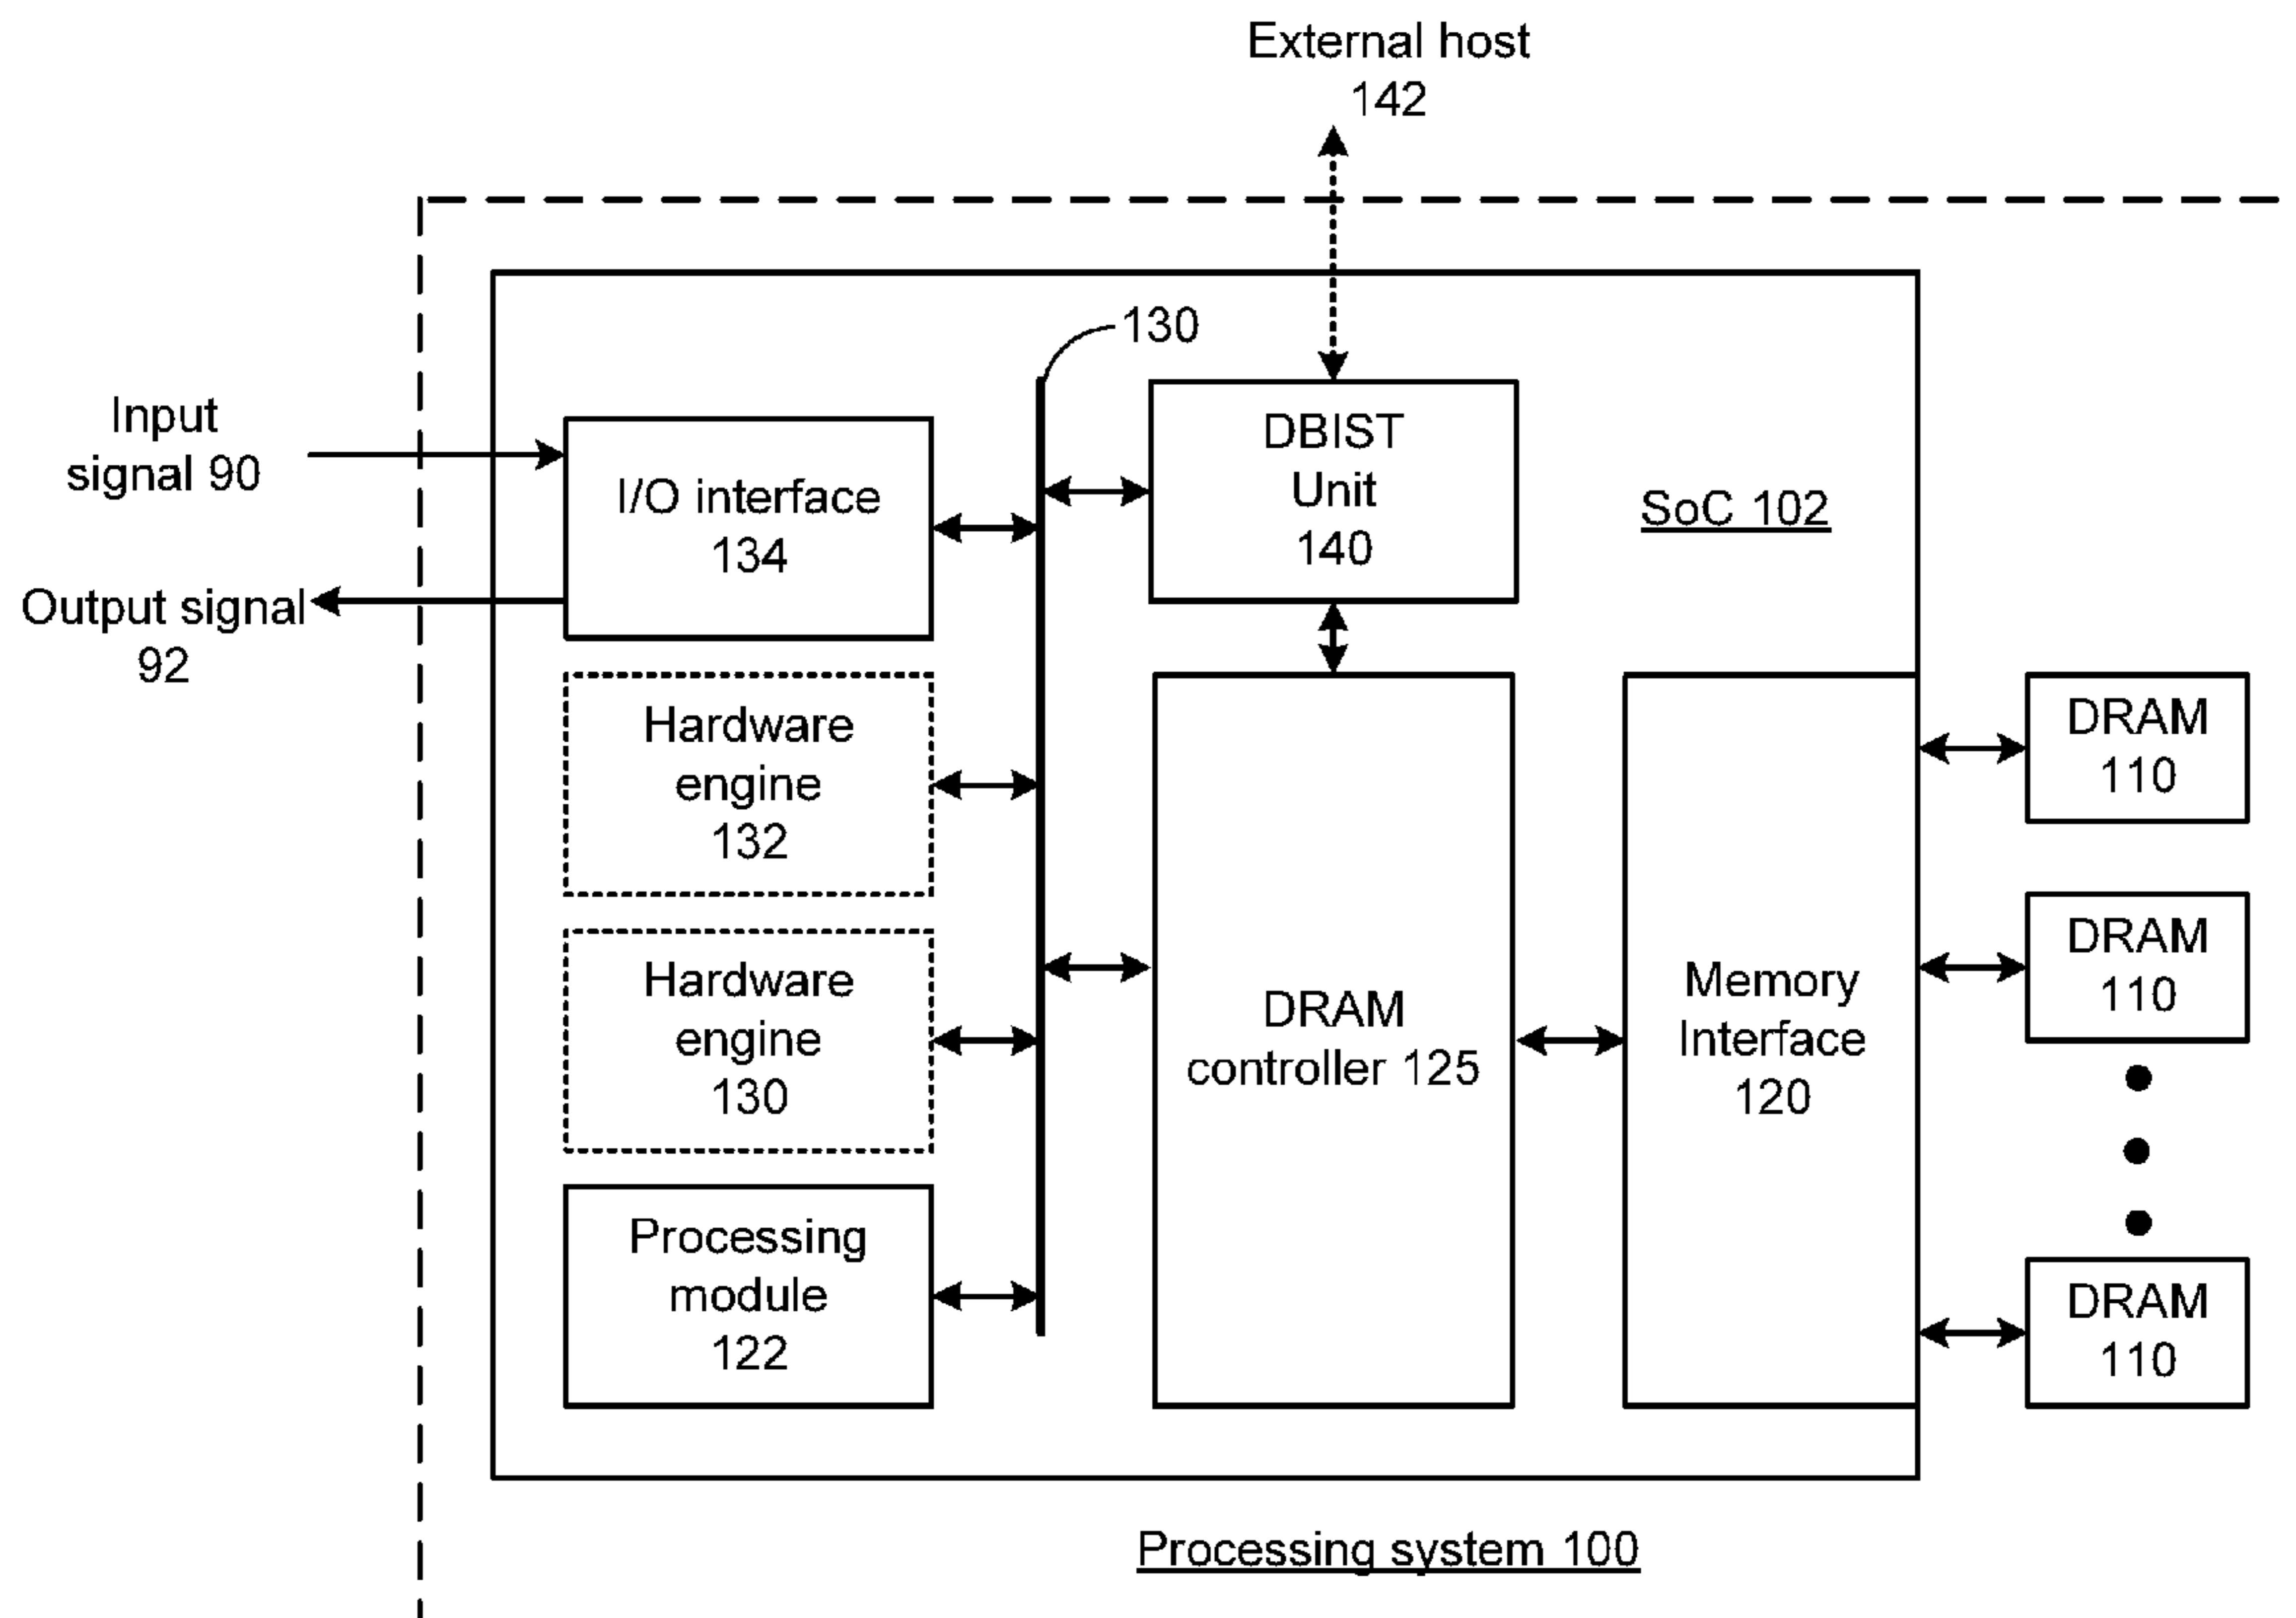 External host
142
130
Input
signal 90
Output signal
92
I/O interface
134
DBIST
Unit
140
SoC 102
Hardware
engine
132
Hardware
engine
130
Processing
module
122
DRAM
controller 125
Memory
Interface
120
DRAM
110
DRAM
110
DRAM
110
Processing system 100